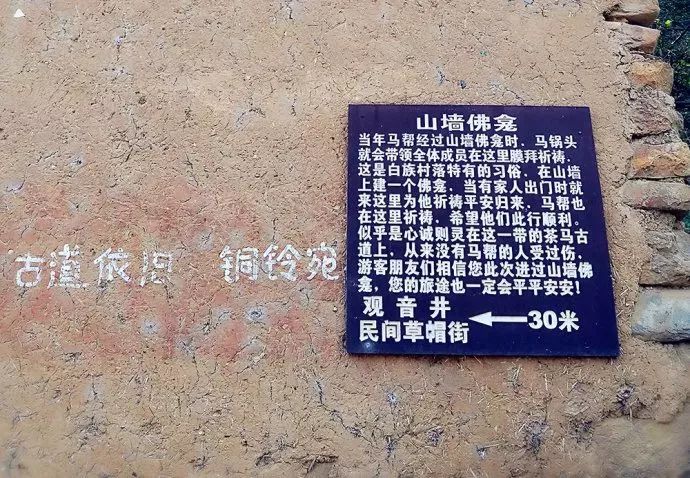 山墙佛龛
当年马帮经过山墙佛龛时，马锅头
就会带领全体成员在这里膜拜祈祷，
这是白族村落特有的习俗，在山墙
上建一个佛龛，当有家人出门时就
来这里为他祈祷平安归来，马帮也
在这里祈祷，希望他们此行顺利。
似乎是心诚则灵在这一带的茶马古
道上，从来没有马帮的人受过伤，
游客朋友们相信您此次进过山墙佛
龛，您的旅途也一定会平平安安！
观音井
民间草帽街
30米
古道依旧 铜铃宛